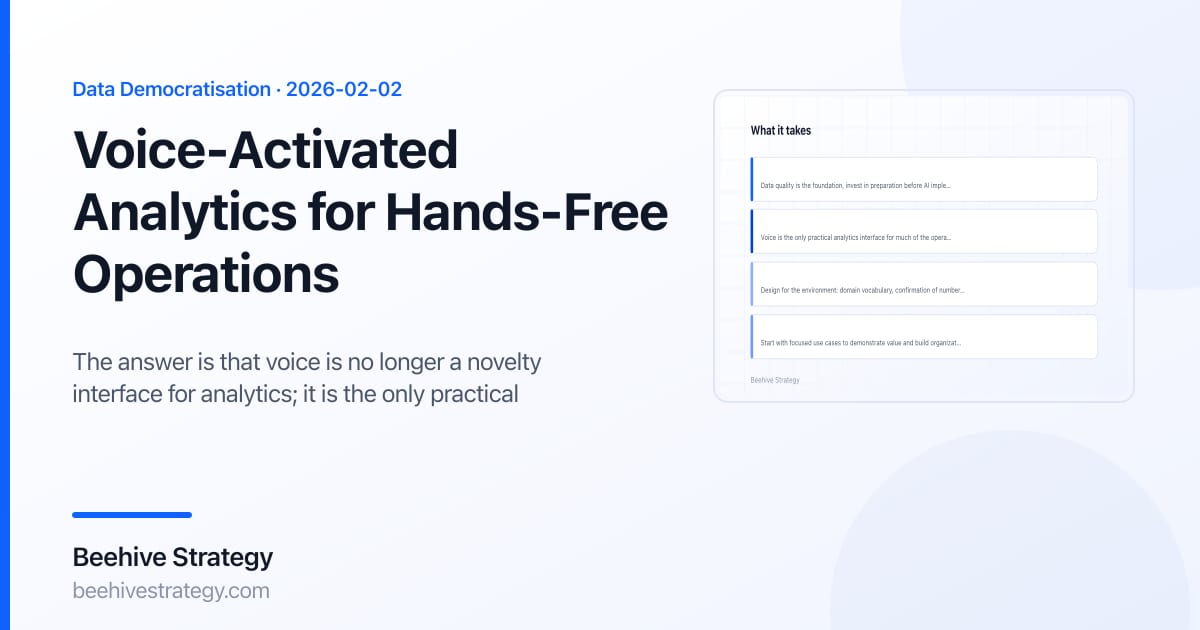 Data Democratisation · 2026-02-02
Voice-Activated
Analytics for Hands-Free
Operations
The answer is that voice is no longer a novelty
interface for analytics; it is the only practical
Beehive Strategy
beehivestrategy.com
What it takes
Data quality is the foundation, invest in preparation before AI imple...
Voice is the only practical analytics interface for much of the opera...
Design for the environment: domain vocabulary, confirmation of number...
Start with focused use cases to demonstrate value and build organizat...
Beehive Strategy